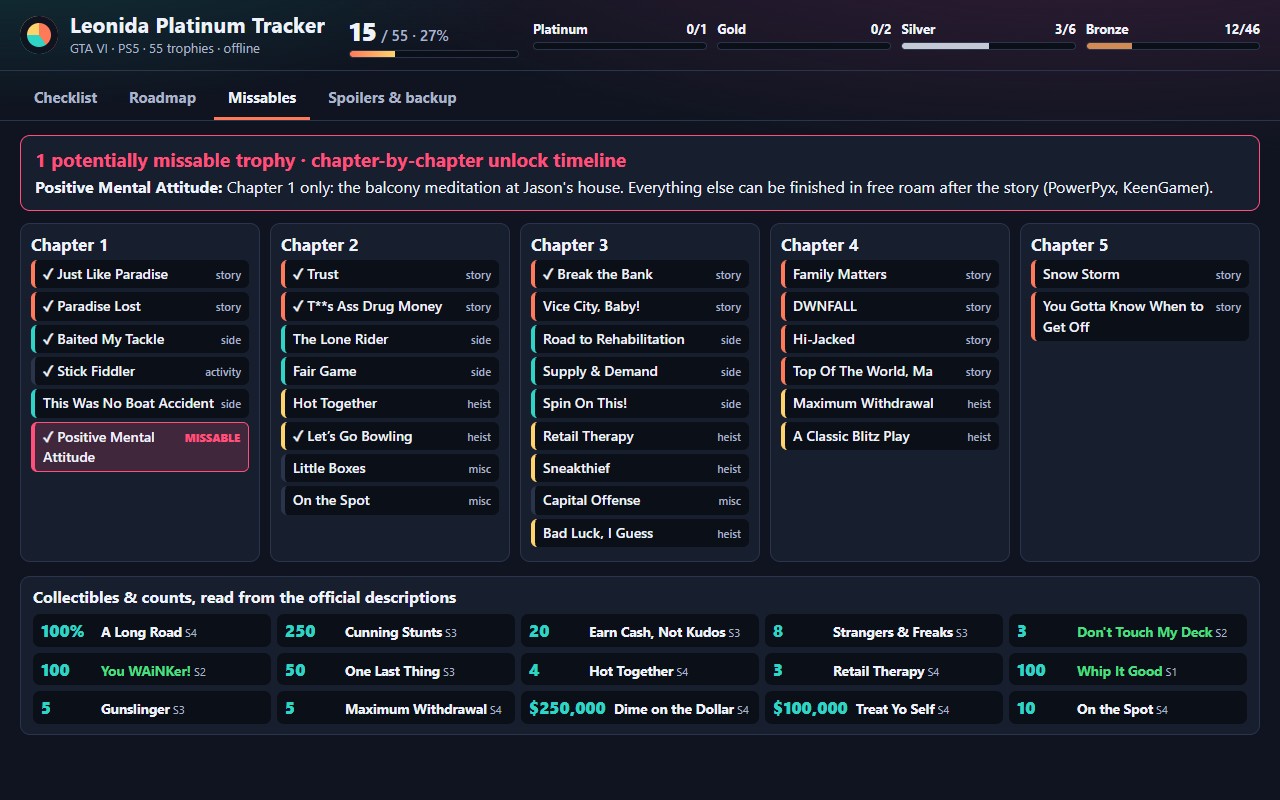 Leonida Platinum Tracker
GTA VI · PS5 · 55 trophies · offline
15 / 55 · 27%
Platinum 0/1
Gold 0/2
Silver 3/6
Bronze 12/46
Checklist
Roadmap
Missables
Spoilers & backup
1 potentially missable trophy · chapter-by-chapter unlock timeline
Positive Mental Attitude: Chapter 1 only: the balcony meditation at Jason's house. Everything else can be finished in free roam after the story (PowerPyx, KeenGamer).
Chapter 1
✓ Just Like Paradise story
✓ Paradise Lost story
✓ Baited My Tackle side
✓ Stick Fiddler activity
This Was No Boat Accident side
✓ Positive Mental MISSABLE
Attitude
Chapter 2
✓ Trust story
✓ T**s Ass Drug Money story
The Lone Rider side
Fair Game side
Hot Together heist
✓ Let’s Go Bowling heist
Little Boxes misc
On the Spot misc
Chapter 3
✓ Break the Bank story
Vice City, Baby! story
Road to Rehabilitation side
Supply & Demand side
Spin On This! side
Retail Therapy heist
Sneakthief heist
Capital Offense misc
Bad Luck, I Guess heist
Chapter 4
Family Matters story
DWNFALL story
Hi-Jacked story
Top Of The World, Ma story
Maximum Withdrawal heist
A Classic Blitz Play heist
Chapter 5
Snow Storm story
You Gotta Know When to story
Get Off
Collectibles & counts, read from the official descriptions
100% A Long Road S4
250 Cunning Stunts S3
20 Earn Cash, Not Kudos S3
8 Strangers & Freaks S3
3 Don't Touch My Deck S2
100 You WAiNKer! S2
50 One Last Thing S3
4 Hot Together S4
3 Retail Therapy S4
100 Whip It Good S1
5 Gunslinger S3
5 Maximum Withdrawal S4
$250,000 Dime on the Dollar S4
$100,000 Treat Yo Self S4
10 On the Spot S4